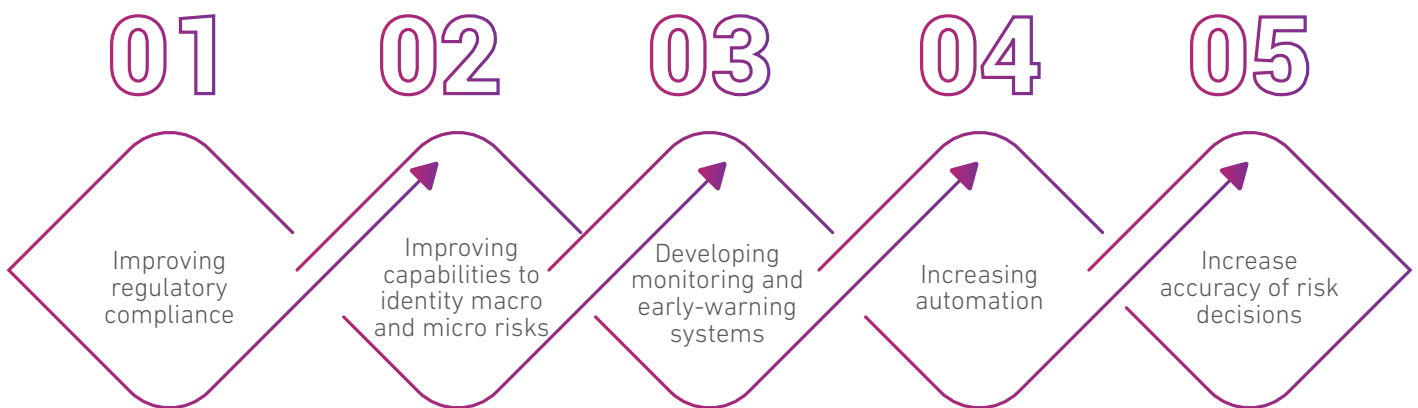 01
02
03
04
05
Improving
regulatory
compliance
Improving
capabilities to
identity macro
and micro risks
Developing
monitoring and
early-warning
systems
Increasing
automation
Increase
accuracy of risk
decisions